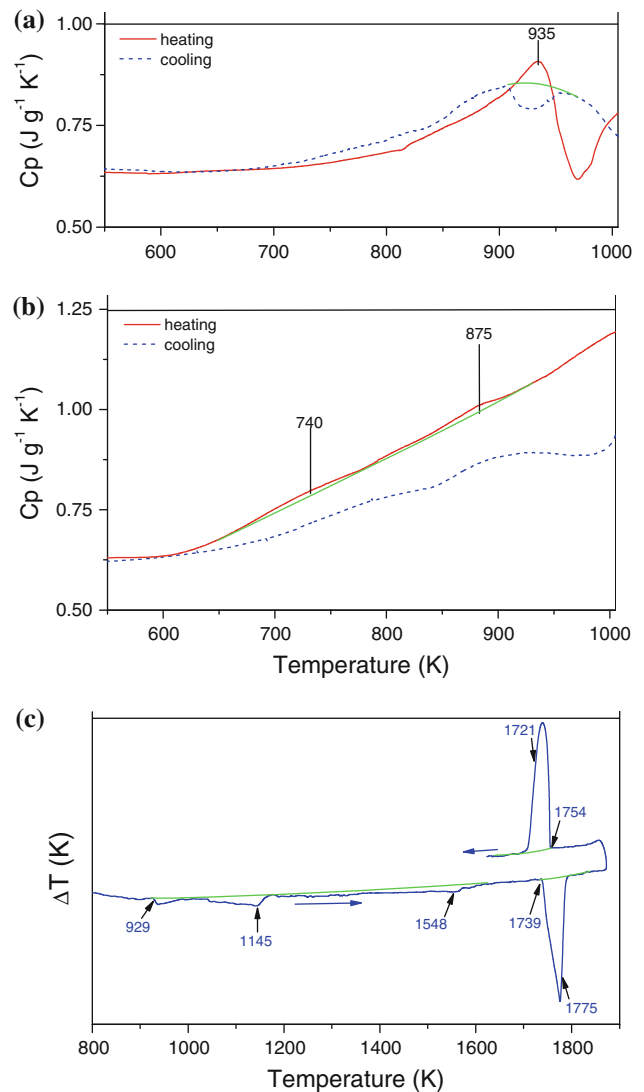 (a)
1.00
0.75
0.50
Cp (J g⁻¹ K⁻¹)
heating
cooling
935
600 700 800 900 1000
(b)
1.25
1.00
0.75
0.50
Cp (J g⁻¹ K⁻¹)
heating
cooling
740
875
600 700 800 900 1000
Temperature (K)
(c)
ΔT (K)
1721
1754
929
1145
1548
1739
1775
800 1000 1200 1400 1600 1800
Temperature (K)